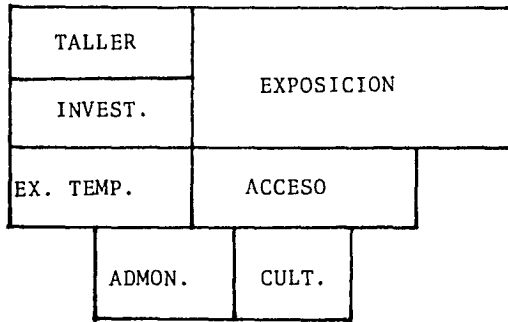 TALLER
EXPOSICION
INVEST.
EX. TEMP.
ACCESO
ADMON.
CULT.